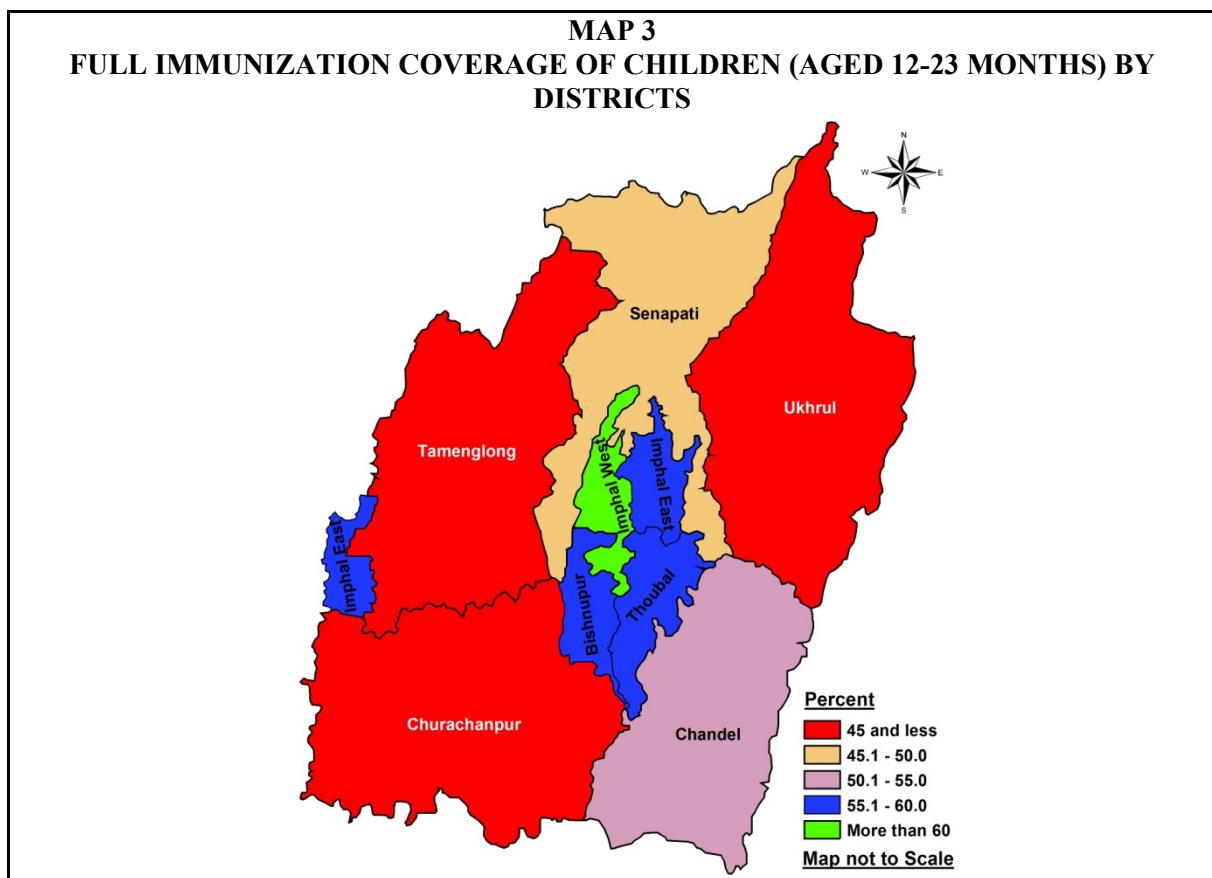 MAP 3
FULL IMMUNIZATION COVERAGE OF CHILDREN (AGED 12-23 MONTHS) BY
DISTRICTS
N
W
E
S
Senapati
Ukhrul
Tamenglong
Imphal West
Imphal East
Imphal East
Bishnupur
Thoubal
Churachanpur
Chandel
Percent
45 and less
45.1 - 50.0
50.1 - 55.0
55.1 - 60.0
More than 60
Map not to Scale